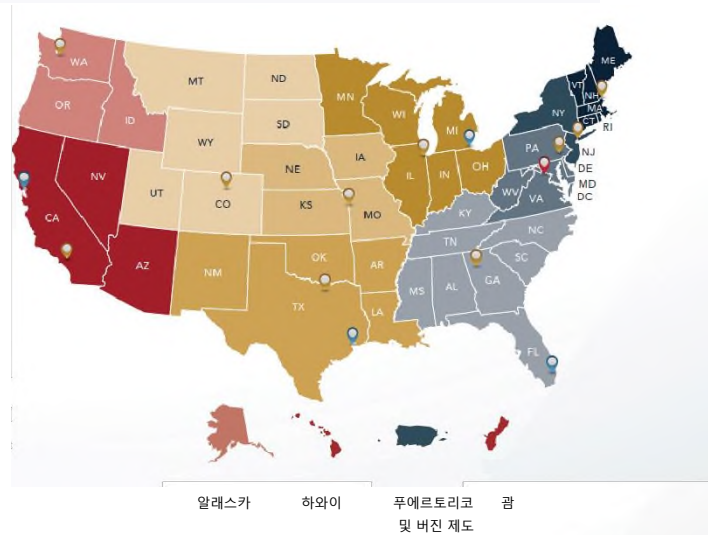 WA
ME
MT
ND
VT
MN
OR
NH
ID
WI
NY
MA
SD
MI
CT
RI
WY
PA
IA
NJ
NE
OH
NV
IL
IN
DE
UT
MD
CO
WV
CA
KS
MO
VA
DC
KY
NC
TN
OK
AZ
NM
AR
SC
MS
AL
GA
TX
LA
FL
알래스카 하와이 푸에르토리코 괌
및 버진 제도